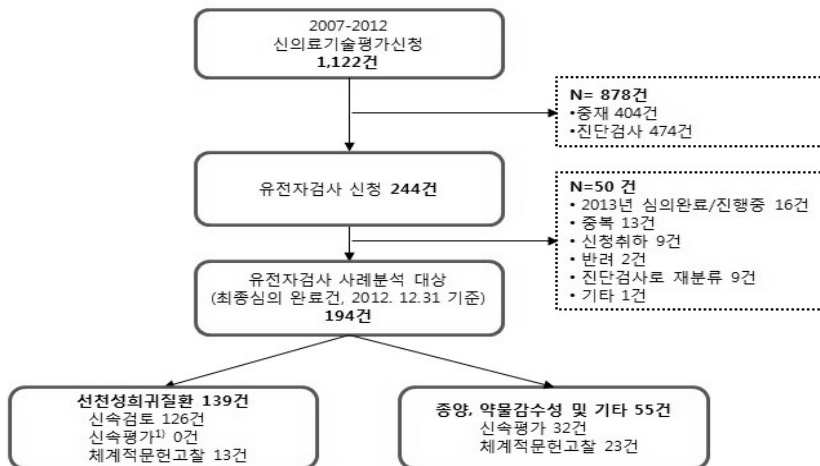 2007-2012
신의료기술평가신청
1,122건
N= 878건
•중재 404건
•진단검사 474건
유전자검사 신청 244건
N=50 건
• 2013년 심의완료/진행중 16건
• 중복 13건
• 신청취하 9건
• 반려 2건
• 진단검사로 재분류 9건
• 기타 1건
유전자검사 사례분석 대상
(최종심의 완료건, 2012. 12.31 기준)
194건
선천성희귀질환 139건
신속검토 126건
신속평가1) 0건
체계적문헌고찰 13건
종양, 약물감수성 및 기타 55건
신속평가 32건
체계적문헌고찰 23건